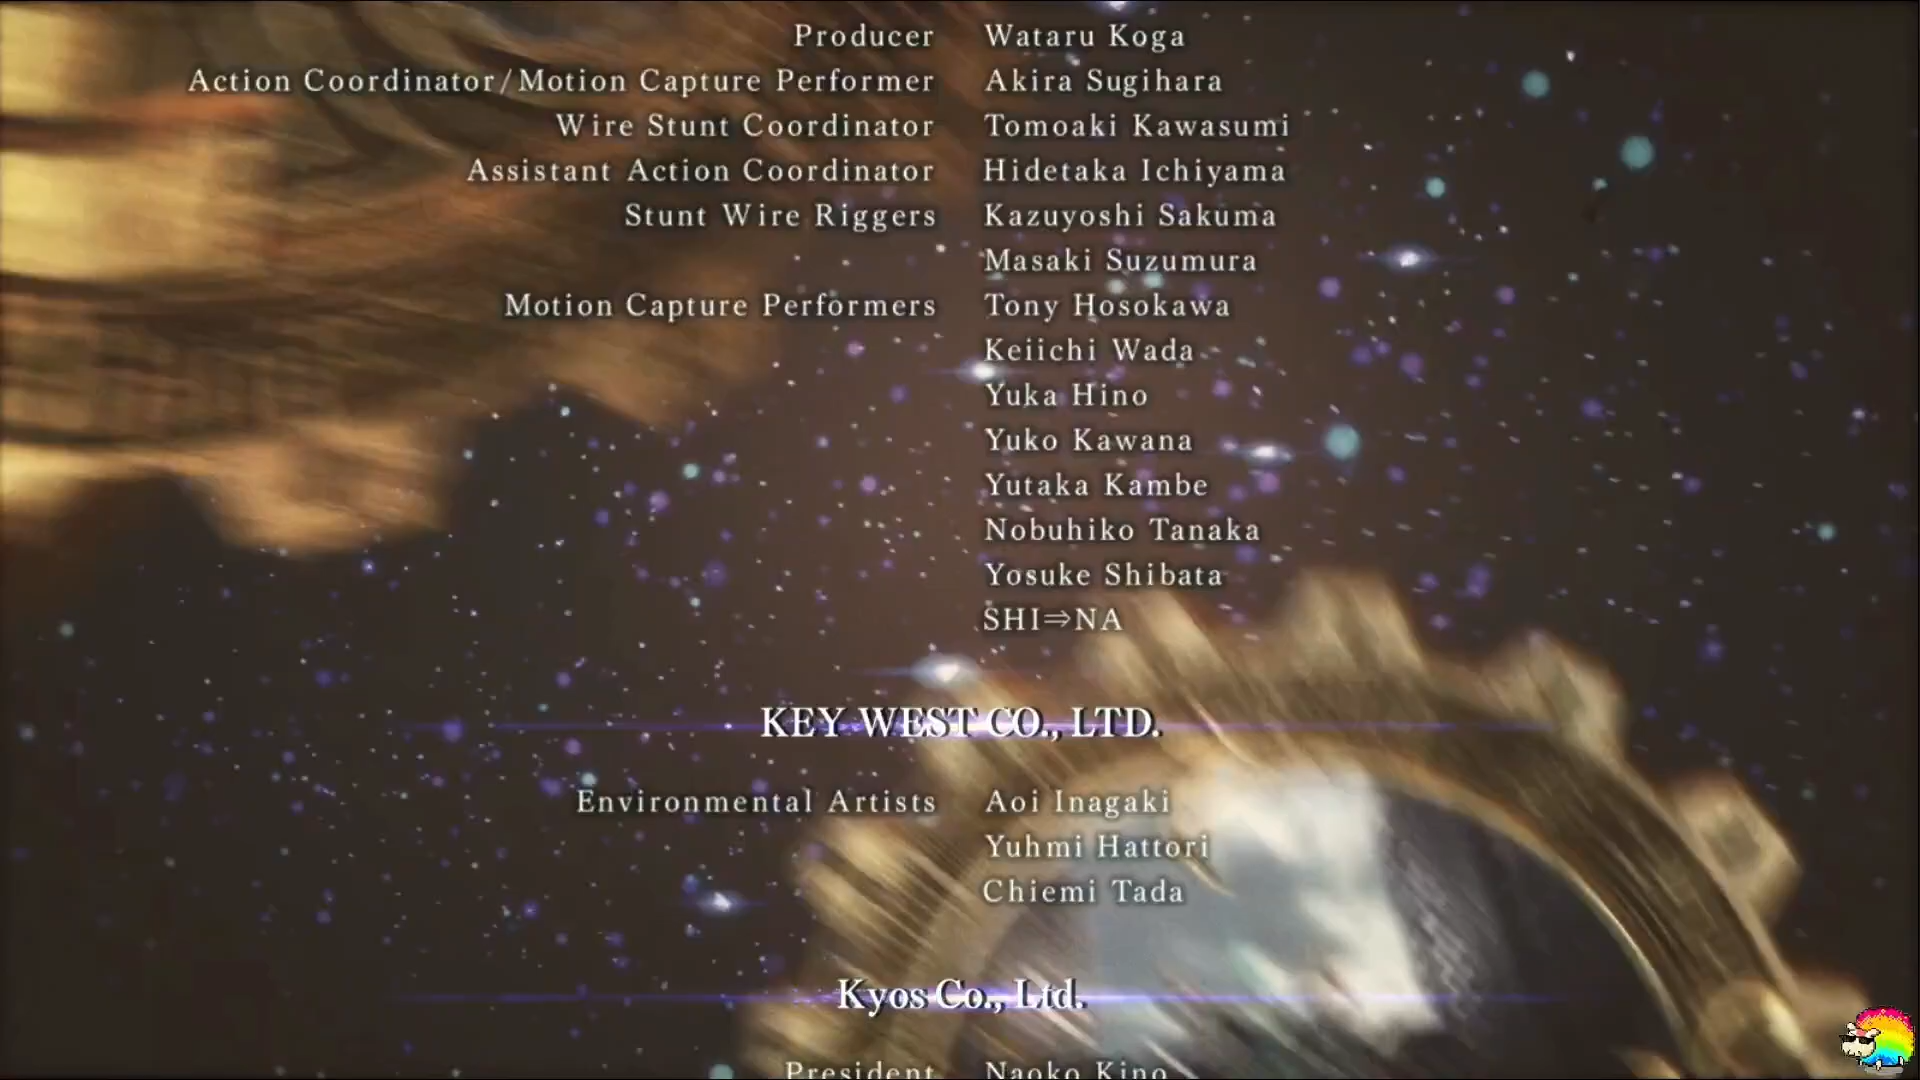 Producer Wataru Koga
Action Coordinator/Motion Capture Performer Akira Sugihara
Wire Stunt Coordinator Tomoaki Kawasumi
Assistant Action Coordinator Hidetaka Ichiyama
Stunt Wire Riggers Kazuyoshi Sakuma
Masaki Suzumura
Motion Capture Performers Tony Hosokawa
Keiichi Wada
Yuka Hino
Yuko Kawana
Yutaka Kambe
Nobuhiko Tanaka
Yosuke Shibata
SHI⇒NA
KEY WEST CO., LTD.
Environmental Artists Aoi Inagaki
Yuhmi Hattori
Chiemi Tada
Kyos Co., Ltd.
President Naoko Kino